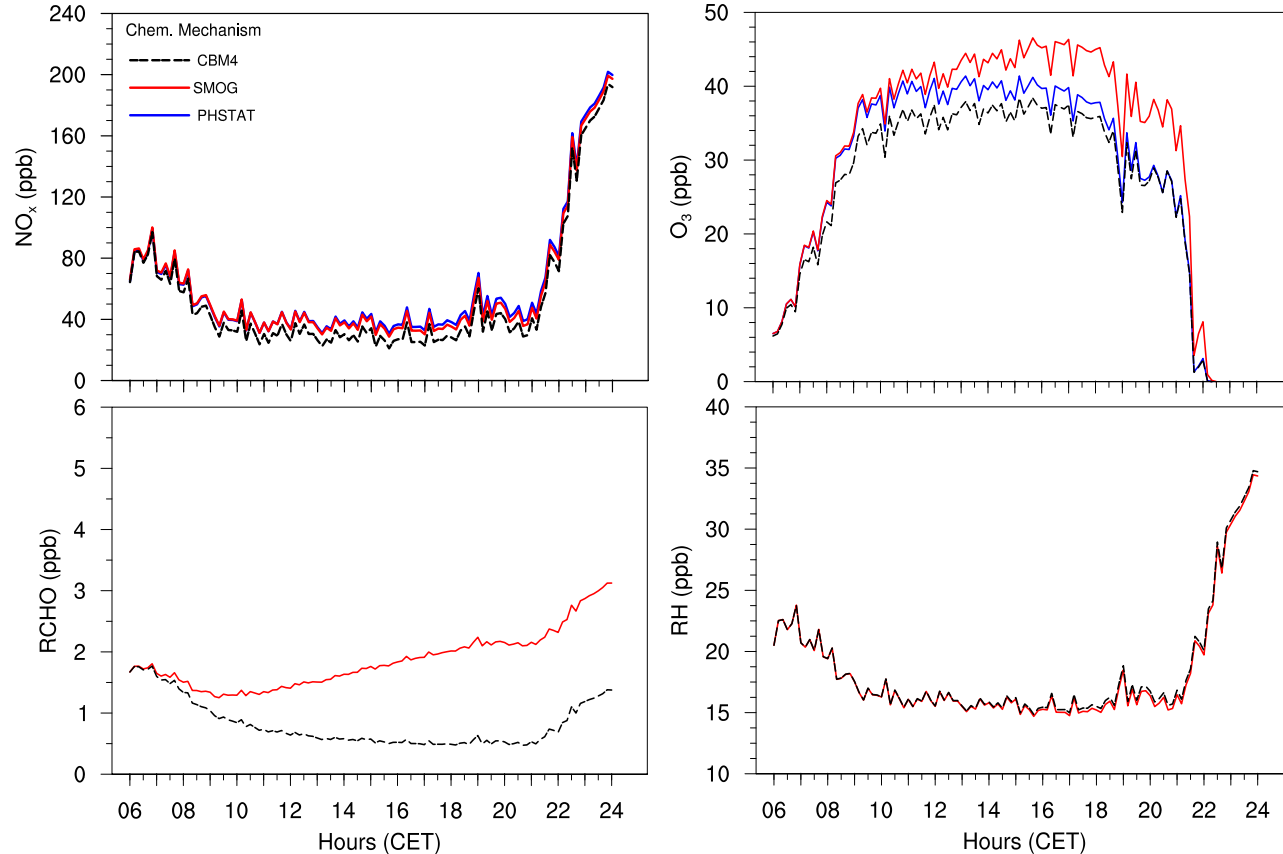 Chem. Mechanism
CBM4
SMOG
PHSTAT
240
200
160
120
80
40
0
NOx (ppb)
50
40
30
20
10
0
O3 (ppb)
6
5
4
3
2
1
0
RCHO (ppb)
06 08 10 12 14 16 18 20 22 24
Hours (CET)
40
35
30
25
20
15
10
RH (ppb)
06 08 10 12 14 16 18 20 22 24
Hours (CET)